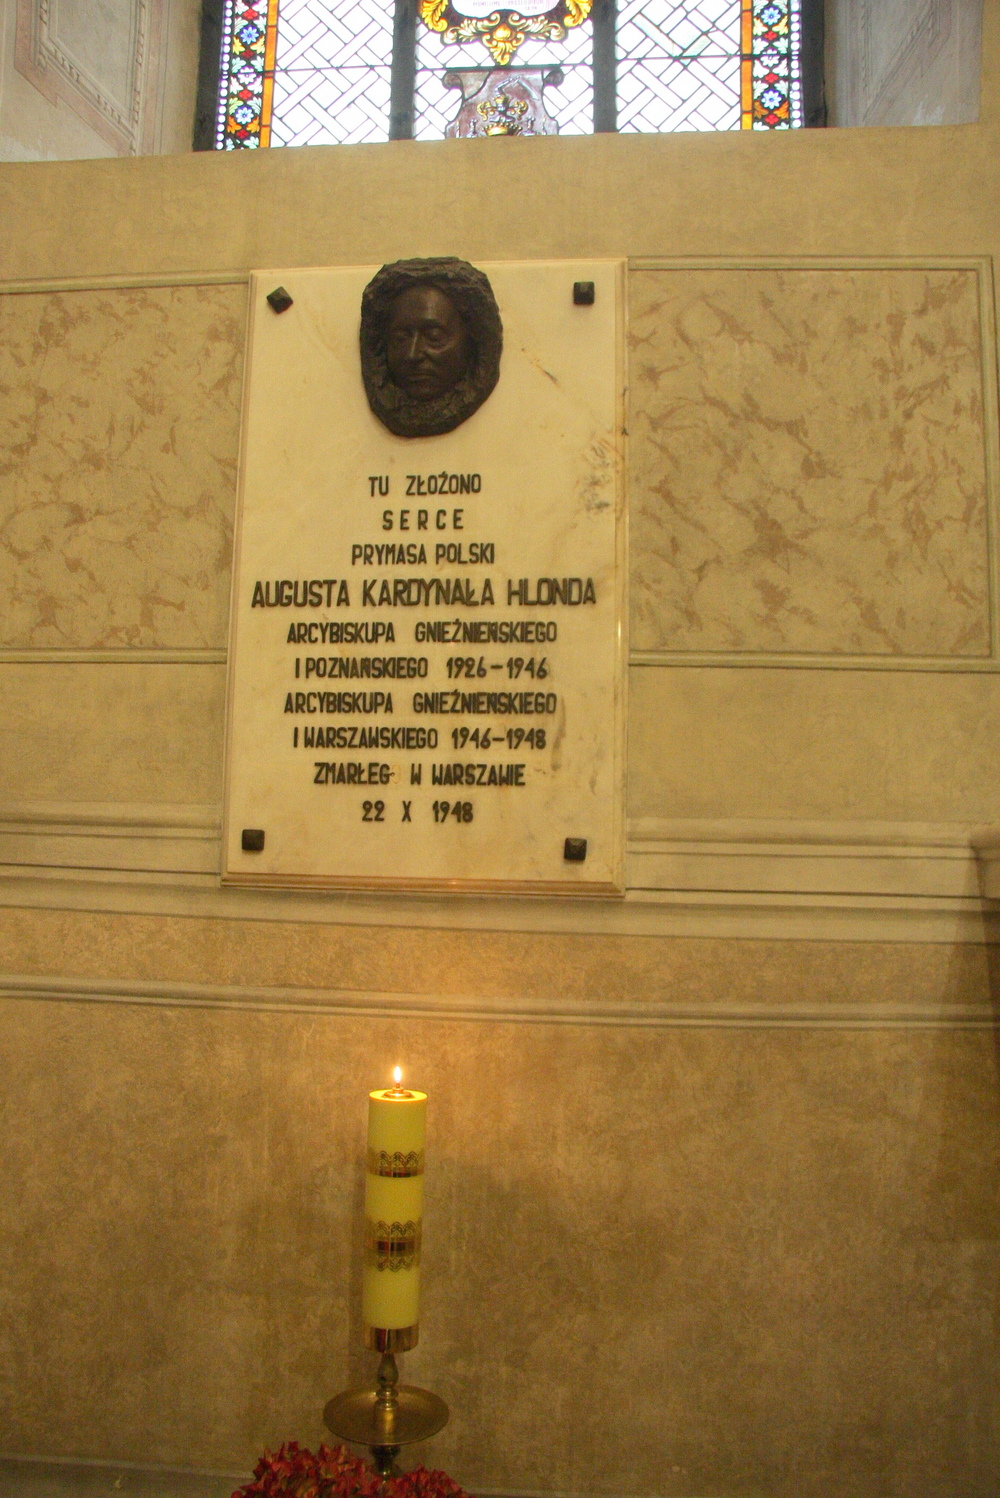 TU ZŁOŻONO
SERCE
PRYMASA POLSKI
AUGUSTA KARDYNAŁA HLONDA
ARCYBISKUPA GNIEŹNIEŃSKIEGO
I POZNAŃSKIEGO 1926-1946
ARCYBISKUPA GNIEŹNIEŃSKIEGO
I WARSZAWSKIEGO 1946-1948
ZMARŁEG W WARSZAWIE
22 X 1948